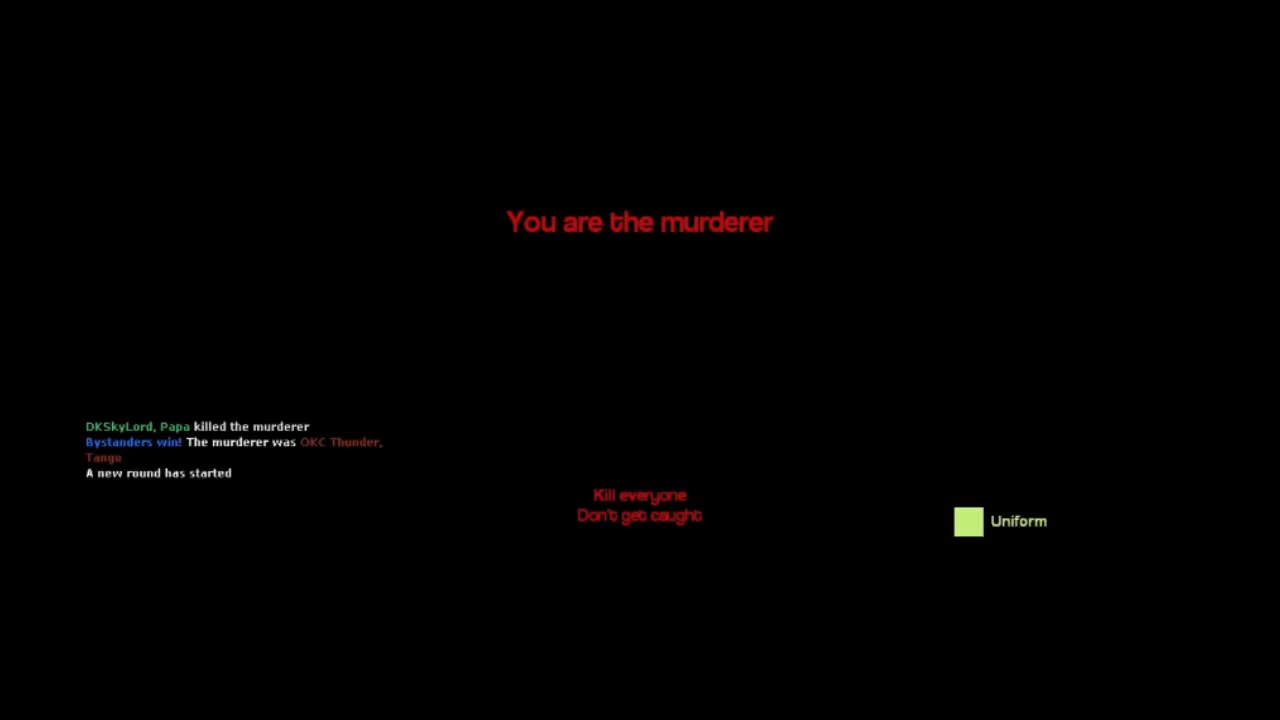 You are the murderer
DKSkyLord, Papa killed the murderer
Bystanders win! The murderer was OKC Thunder,
Tango
A new round has started
Kill everyone
Don't get caught
Uniform